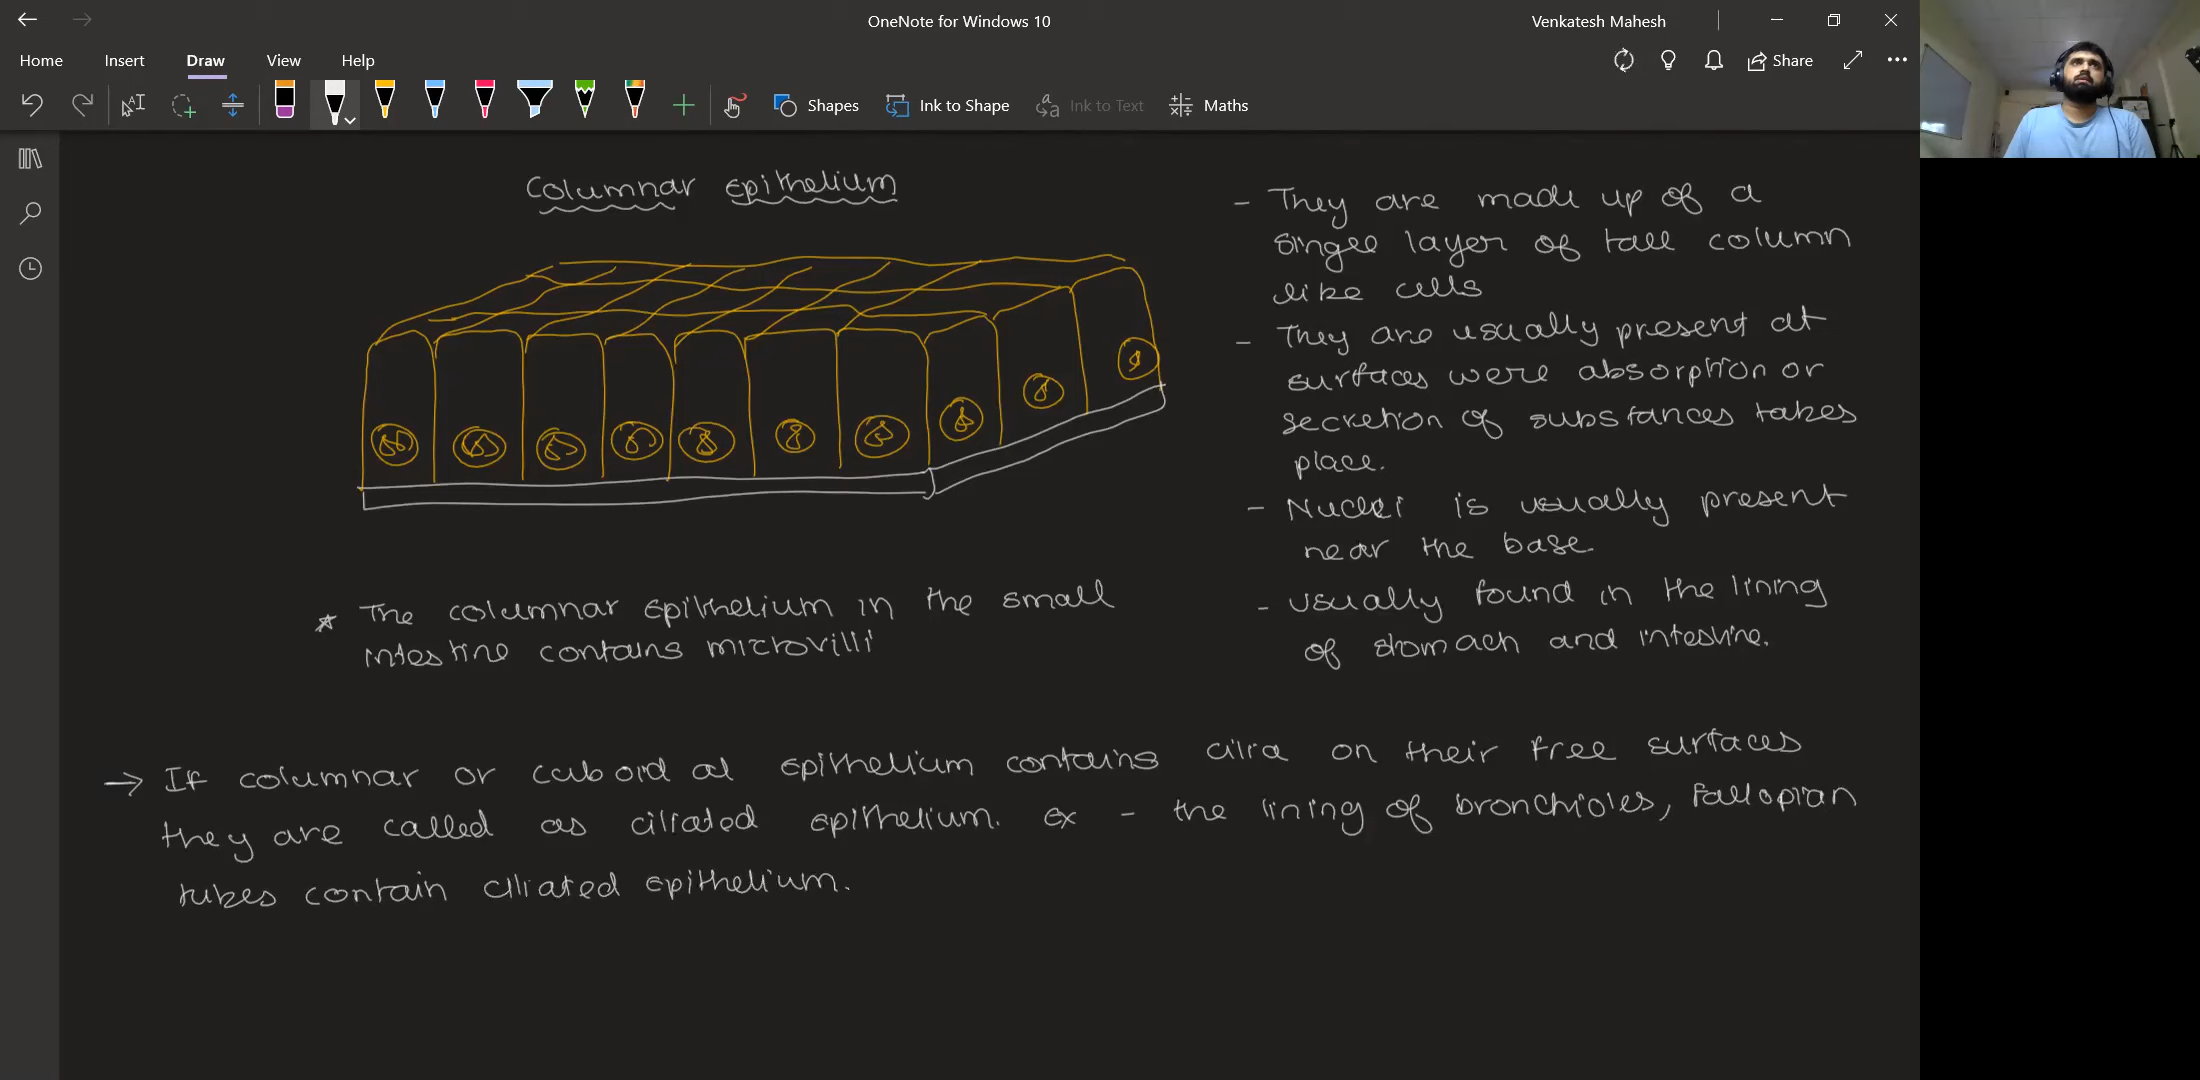 OneNote for Windows 10
Venkatesh Mahesh
Home Insert Draw View Help
Share
Shapes Ink to Shape Ink to Text Maths
Columnar Epithelium
- They are made up of a
single layer of tall column
like cells
- They are usually present at
surfaces were absorption or
secretion of substances takes
place.
- Nuclei is usually present
near the base.
- usually found in the lining
of stomach and intestine.
* The columnar epithelium in the small
intestine contains microvilli
→ If columnar or cuboid al epithelium contains cilia on their free surfaces
they are called as ciliated epithelium. ex - the lining of bronchioles, fallopian
tubes contain ciliated epithelium.